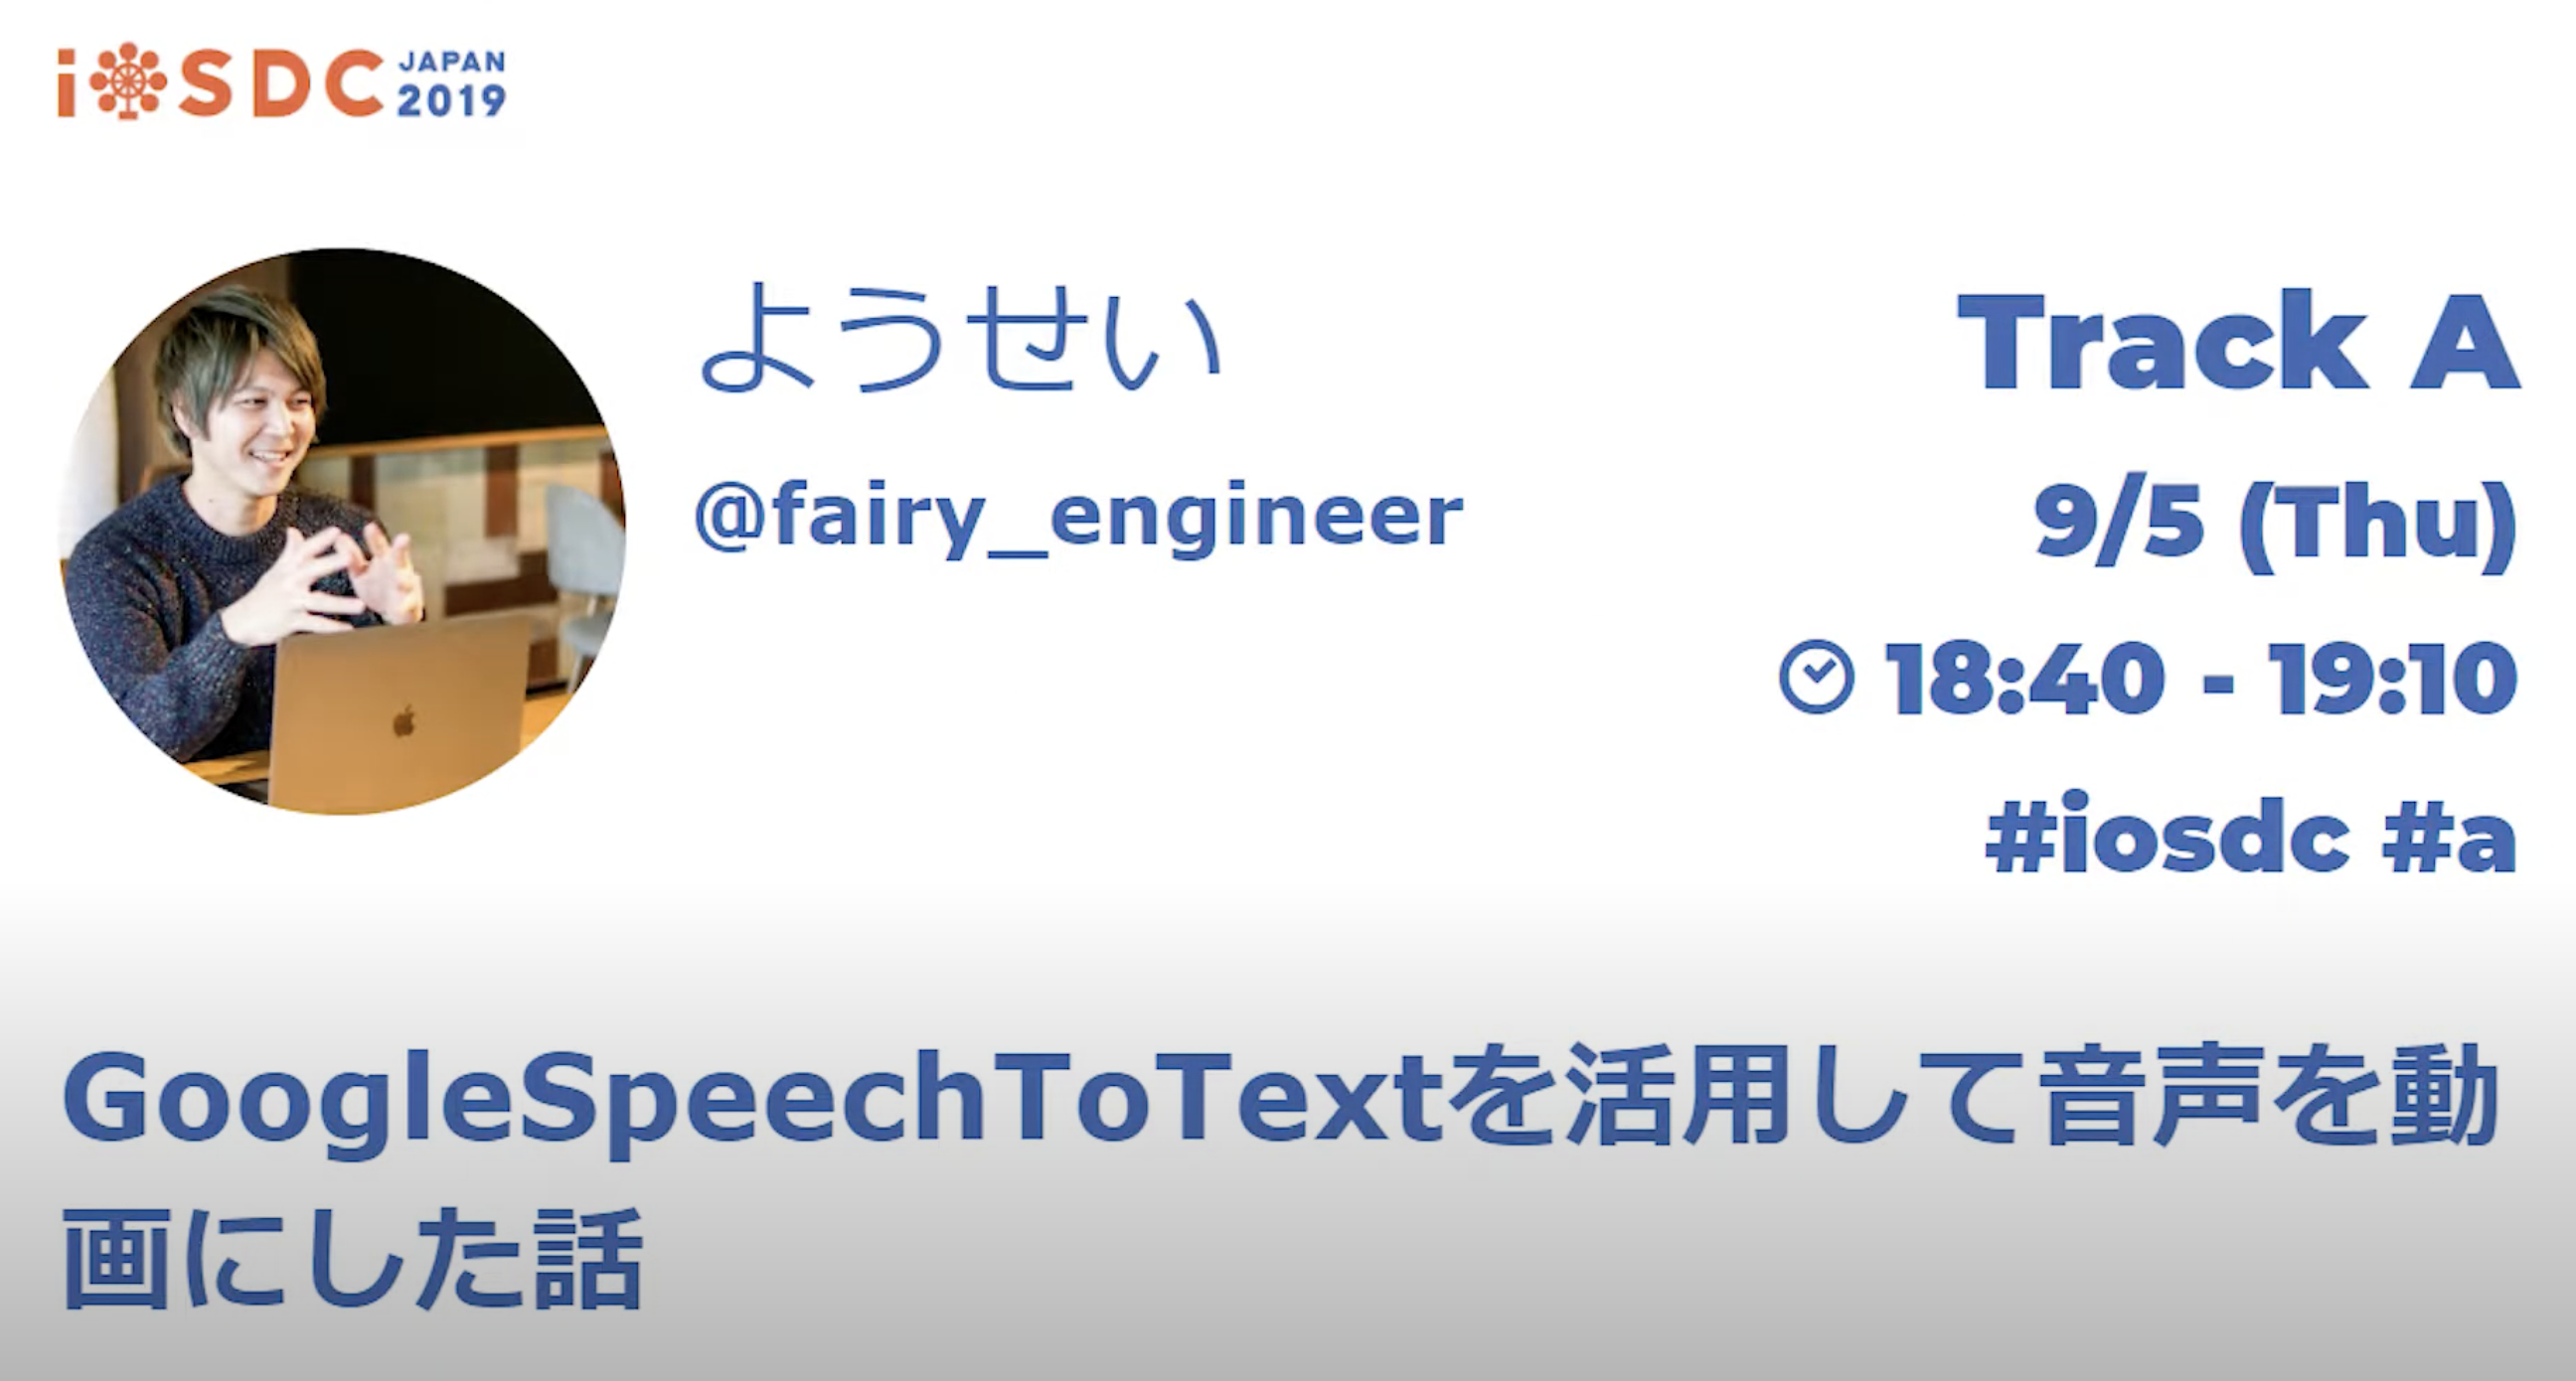 iOSDC JAPAN 2019
ようせい
@fairy_engineer
Track A
9/5 (Thu)
18:40 - 19:10
#iosdc #a
GoogleSpeechToTextを活用して音声を動
画にした話